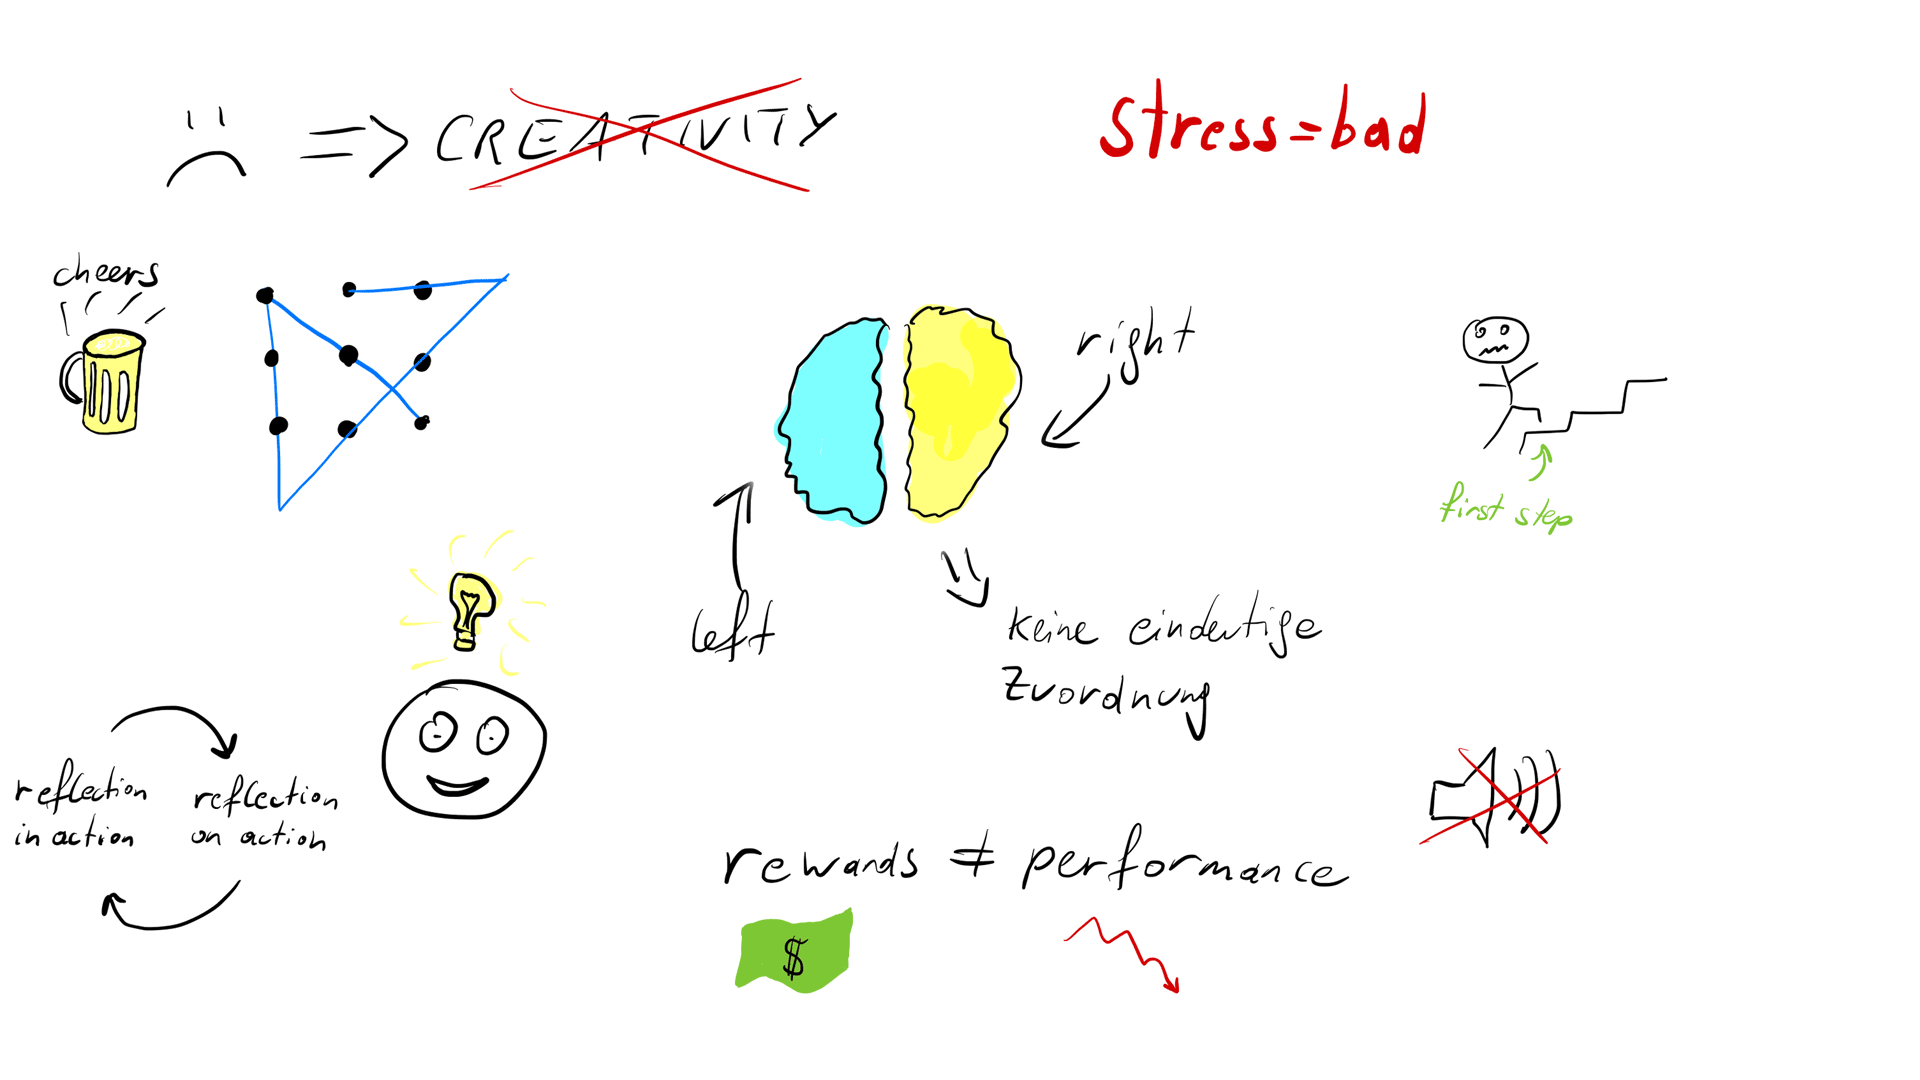 => CREATIVITY
stress=bad
cheers
right
first step
left
keine eindeutige
Zuordnung
reflection
in action
reflection
on action
rewards ≠ performance
$